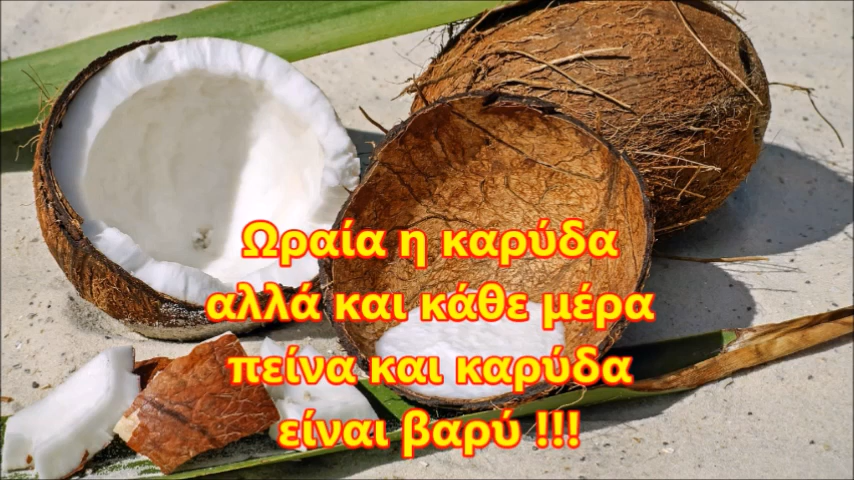 Ωραία η καρύδα
αλλά και κάθε μέρα
πείνα και καρύδα
είναι βαρύ !!!